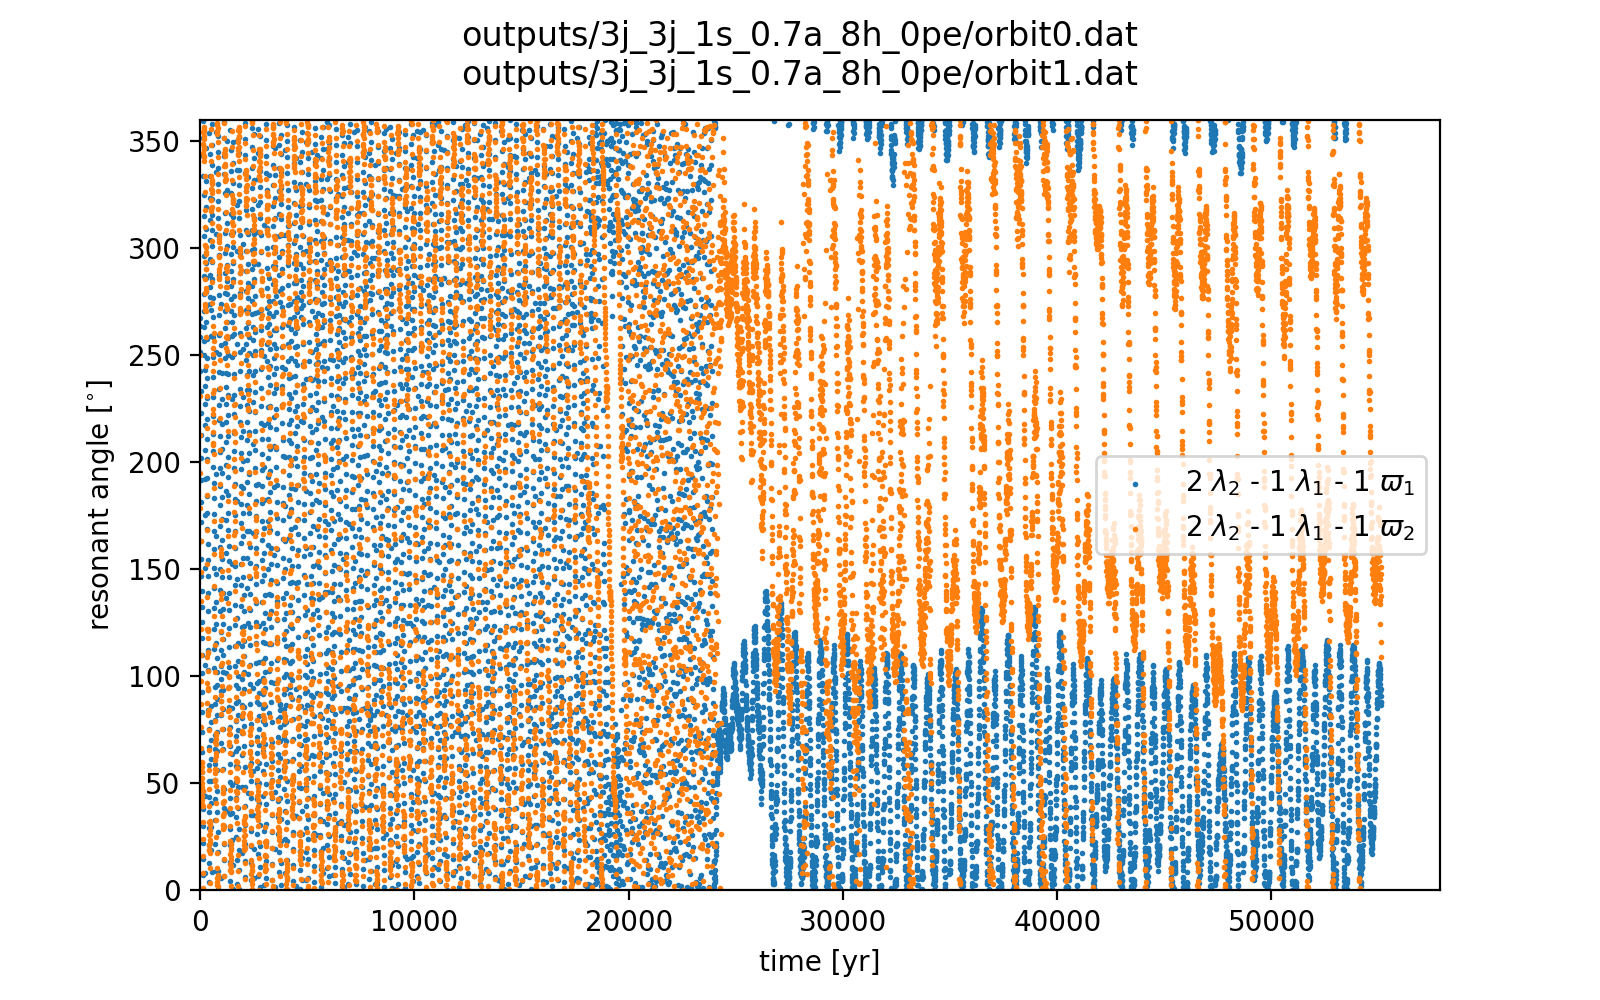 outputs/3j_3j_1s_0.7a_8h_0pe/orbit0.dat
outputs/3j_3j_1s_0.7a_8h_0pe/orbit1.dat
350
300
250
200
150
100
50
0
resonant angle [°]
2 λ₂ - 1 λ₁ - 1 ϖ₁
2 λ₂ - 1 λ₁ - 1 ϖ₂
0 10000 20000 30000 40000 50000
time [yr]